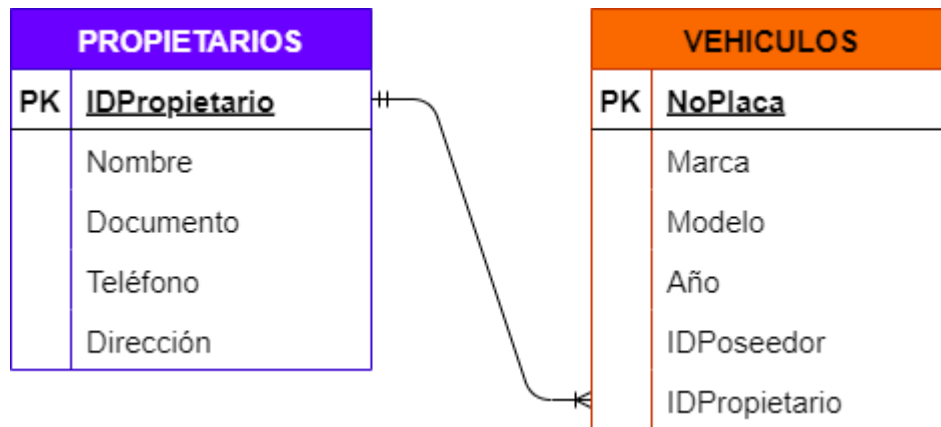 PROPIETARIOS
PK IDPropietario
Nombre
Documento
Teléfono
Dirección
VEHICULOS
PK NoPlaca
Marca
Modelo
Año
IDPoseedor
IDPropietario